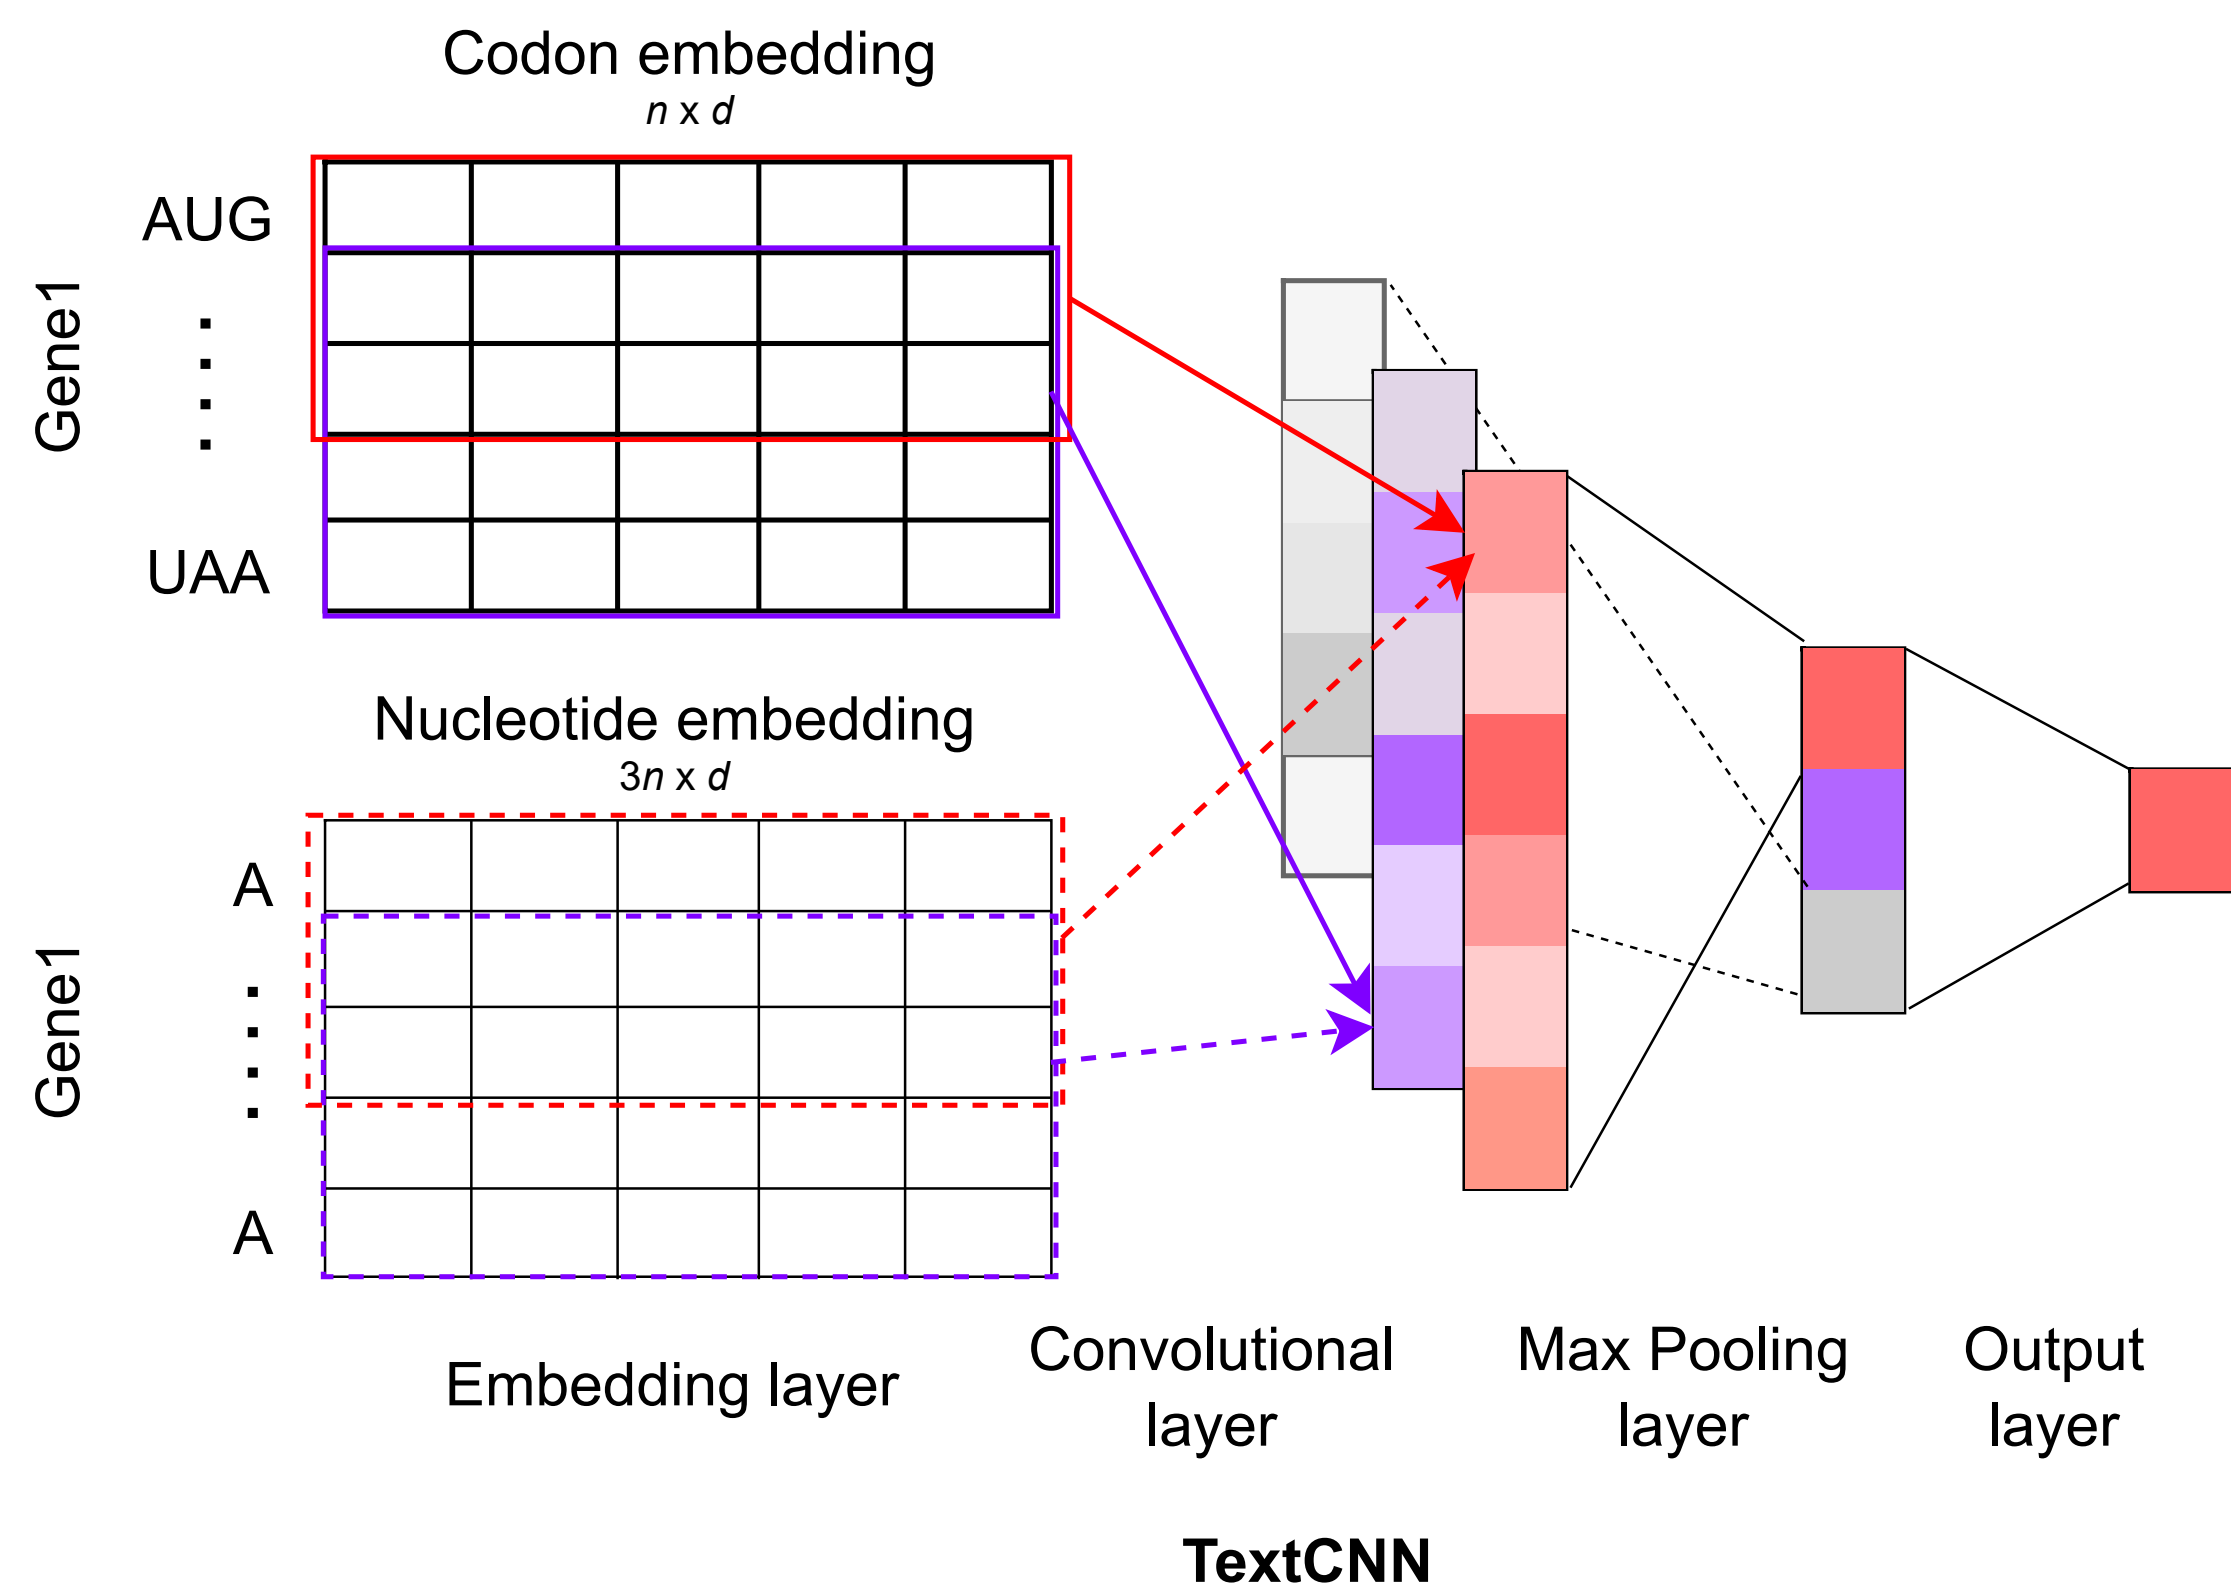 Codon embedding
n x d
AUG
Gene1
UAA
Nucleotide embedding
3n x d
A
Gene1
A
Embedding layer
Convolutional
layer
Max Pooling
layer
Output
layer
TextCNN